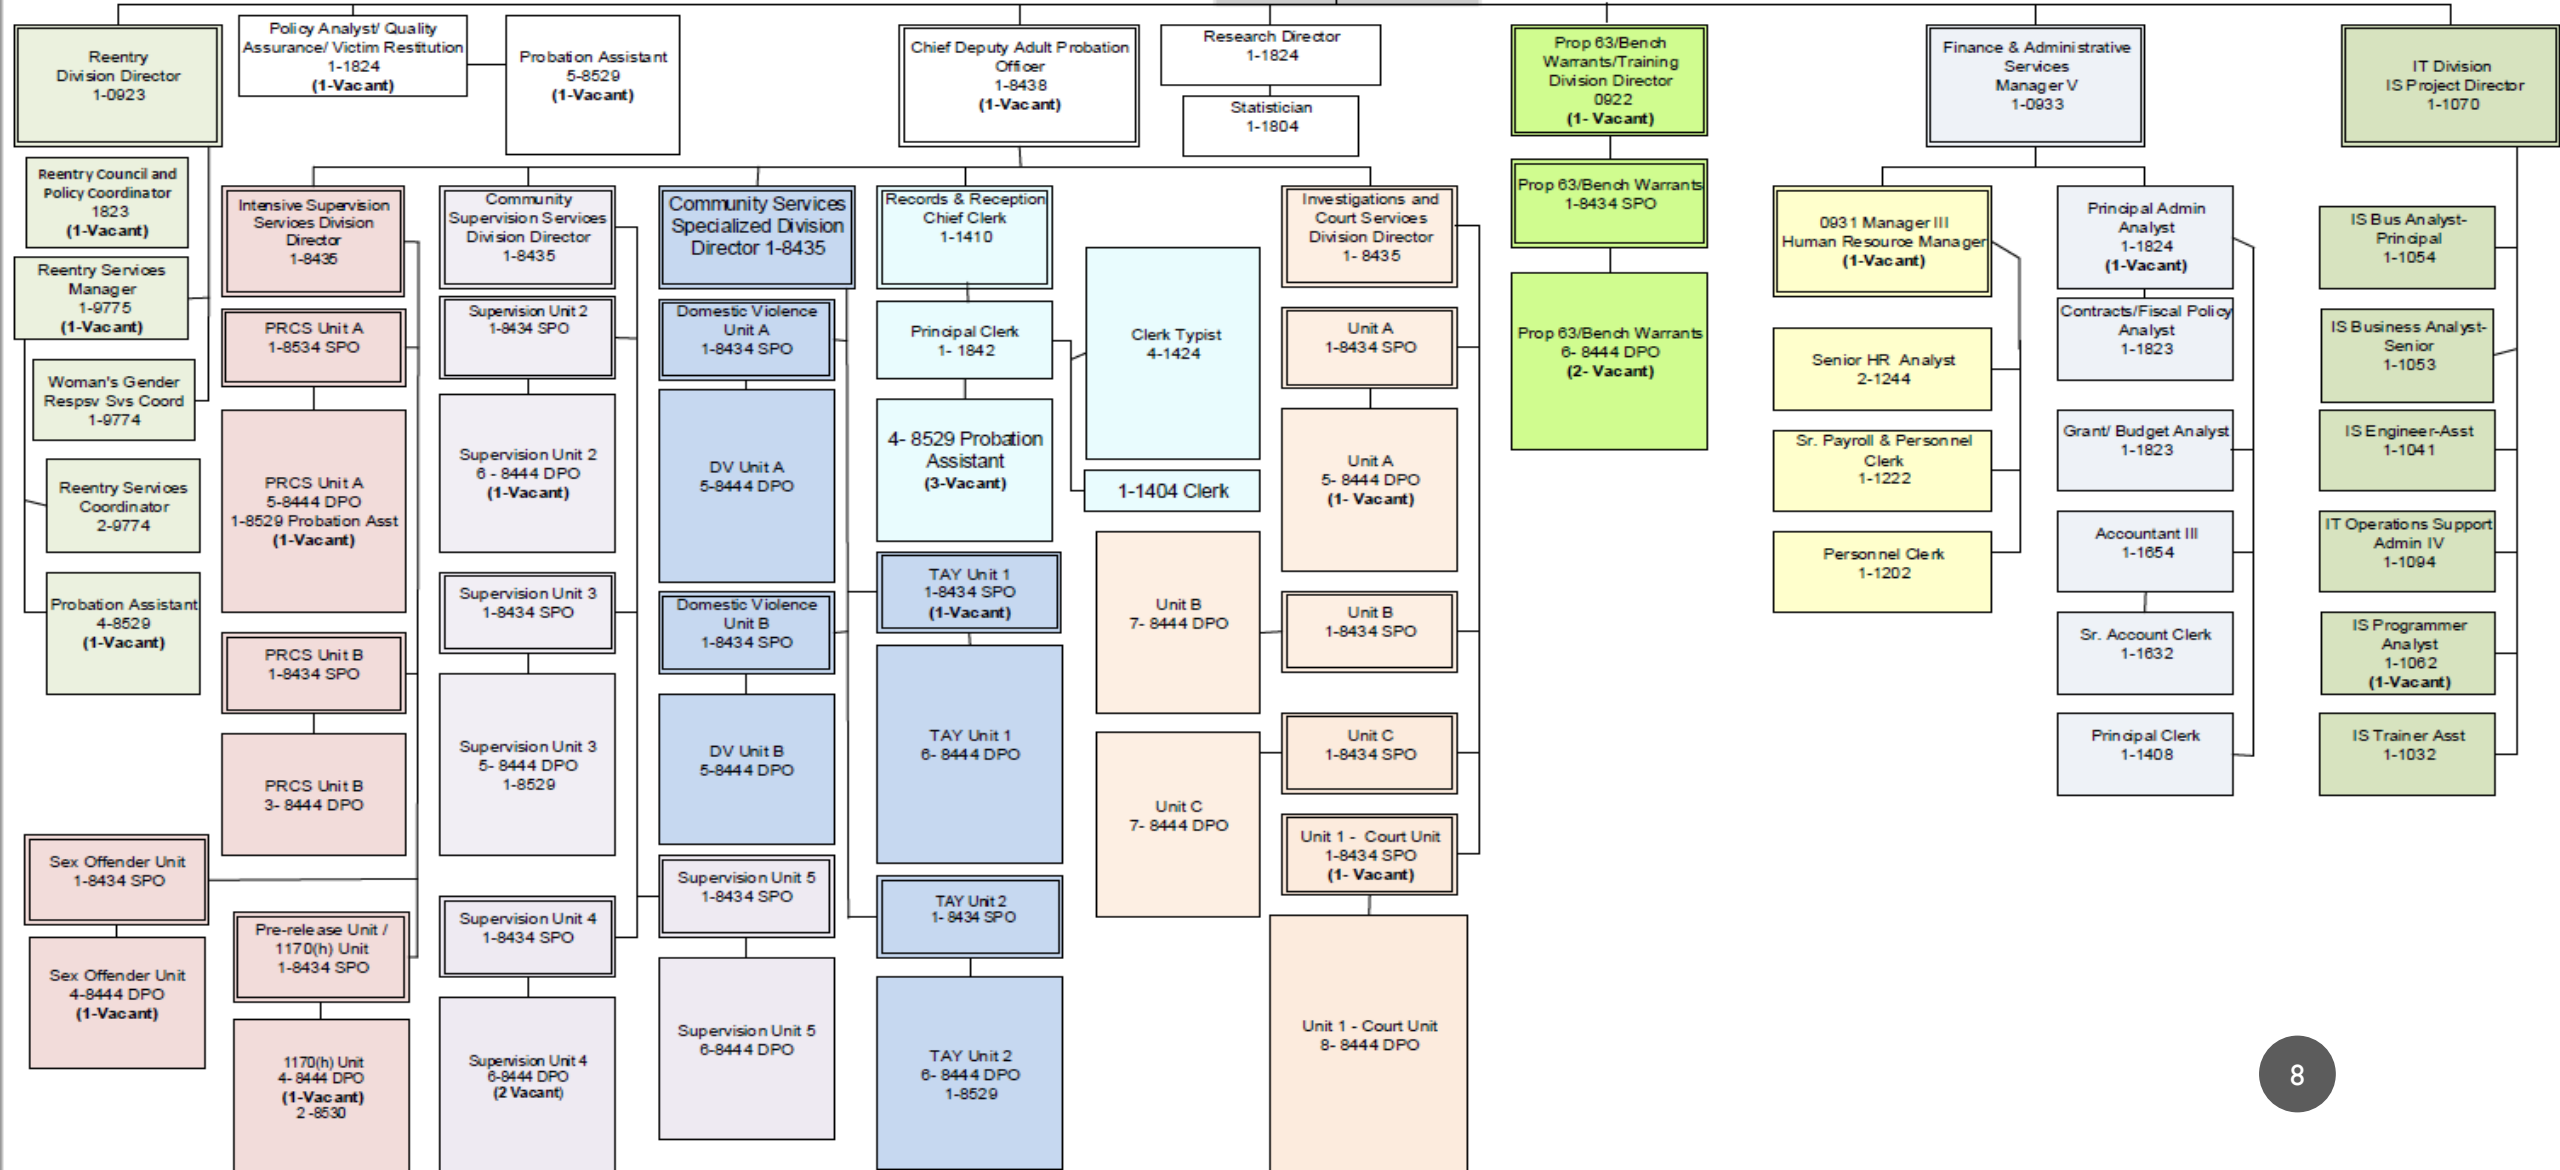 Reentry
Division Director
1-0923
Policy Analyst/ Quality
Assurance/ Victim Restitution
1-1824
(1-Vacant)
Probation Assistant
5-8529
(1-Vacant)
Chief Deputy Adult Probation
Officer
1-8438
(1-Vacant)
Research Director
1-1824
Statistician
1-1804
Prop 63/Bench
Warrants/Training
Division Director
0922
(1- Vacant)
Finance & Administrative
Services
Manager V
1-0933
IT Division
IS Project Director
1-1070
Reentry Council and
Policy Coordinator
1823
(1-Vacant)
Reentry Services
Manager
1-9775
(1-Vacant)
Woman's Gender
Respsv Svs Coord
1-9774
Reentry Services
Coordinator
2-9774
Probation Assistant
4-8529
(1-Vacant)
Intensive Supervision
Services Division
Director
1-8435
PRCS Unit A
1-8534 SPO
PRCS Unit A
5-8444 DPO
1-8529 Probation Asst
(1-Vacant)
PRCS Unit B
1-8434 SPO
PRCS Unit B
3- 8444 DPO
Sex Offender Unit
1-8434 SPO
Sex Offender Unit
4-8444 DPO
(1-Vacant)
Pre-release Unit /
1170(h) Unit
1-8434 SPO
1170(h) Unit
4- 8444 DPO
(1-Vacant)
2 -8530
Community
Supervision Services
Division Director
1-8435
Supervision Unit 2
1-8434 SPO
Supervision Unit 2
6 - 8444 DPO
(1-Vacant)
Supervision Unit 3
1-8434 SPO
Supervision Unit 3
5- 8444 DPO
1-8529
Supervision Unit 4
1-8434 SPO
Supervision Unit 4
6-8444 DPO
(2 Vacant)
Supervision Unit 5
1-8434 SPO
Supervision Unit 5
6-8444 DPO
Community Services
Specialized Division
Director 1-8435
Domestic Violence
Unit A
1-8434 SPO
DV Unit A
5-8444 DPO
Domestic Violence
Unit B
1-8434 SPO
DV Unit B
5-8444 DPO
TAY Unit 1
1-8434 SPO
(1-Vacant)
TAY Unit 1
6- 8444 DPO
TAY Unit 2
1- 8434 SPO
TAY Unit 2
6- 8444 DPO
1-8529
Records & Reception
Chief Clerk
1-1410
Principal Clerk
1- 1842
4- 8529 Probation
Assistant
(3-Vacant)
Clerk Typist
4-1424
1-1404 Clerk
Investigations and
Court Services
Division Director
1- 8435
Unit A
1-8434 SPO
Unit A
5- 8444 DPO
(1- Vacant)
Unit B
7- 8444 DPO
Unit B
1-8434 SPO
Unit C
7- 8444 DPO
Unit C
1-8434 SPO
Unit 1 - Court Unit
1-8434 SPO
(1- Vacant)
Unit 1 - Court Unit
8- 8444 DPO
Prop 63/Bench Warrants
1-8434 SPO
Prop 63/Bench Warrants
6- 8444 DPO
(2- Vacant)
0931 Manager III
Human Resource Manager
(1-Vacant)
Senior HR Analyst
2-1244
Sr. Payroll & Personnel
Clerk
1-1222
Personnel Clerk
1-1202
Principal Admin
Analyst
1-1824
(1-Vacant)
Contracts/Fiscal Policy
Analyst
1-1823
Grant/ Budget Analyst
1-1823
Accountant III
1-1654
Sr. Account Clerk
1-1632
Principal Clerk
1-1408
IS Bus Analyst-
Principal
1-1054
IS Business Analyst-
Senior
1-1053
IS Engineer-Asst
1-1041
IT Operations Support
Admin IV
1-1094
IS Programmer
Analyst
1-1062
(1-Vacant)
IS Trainer Asst
1-1032
8